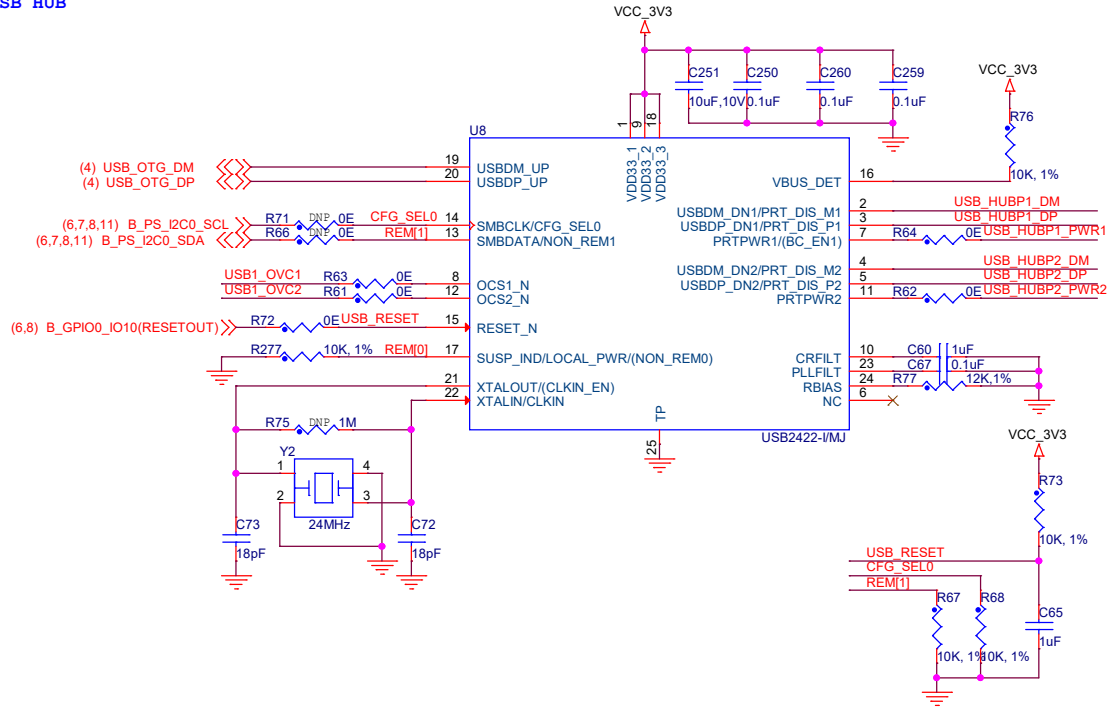 SB HUB
VCC_3V3
C251
C250
C260
C259
10uF,10V
0.1uF
0.1uF
0.1uF
VCC_3V3
R76
10K, 1%
U8
1
9
18
VDD33_1
VDD33_2
VDD33_3
(4) USB_OTG_DM
19
USBDM_UP
(4) USB_OTG_DP
20
USBDP_UP
VBUS_DET
16
(6,7,8,11) B_PS_I2C0_SCL
R71
DNP
0E
CFG_SEL0
14
SMBCLK/CFG_SEL0
(6,7,8,11) B_PS_I2C0_SDA
R66
DNP
0E
REM[1]
13
SMBDATA/NON_REM1
USBDM_DN1/PRT_DIS_M1
2
USB_HUBP1_DM
USBDP_DN1/PRT_DIS_P1
3
USB_HUBP1_DP
PRTPWR1/(BC_EN1)
7
R64
0E
USB_HUBP1_PWR1
USBDM_DN2/PRT_DIS_M2
4
USB_HUBP2_DM
USBDP_DN2/PRT_DIS_P2
5
USB_HUBP2_DP
PRTPWR2
11
R62
0E
USB_HUBP2_PWR2
USB1_OVC1
R63
0E
8
OCS1_N
USB1_OVC2
R61
0E
12
OCS2_N
(6,8) B_GPIO0_IO10(RESETOUT)
R72
0E
USB_RESET
15
RESET_N
R277
10K, 1%
REM[0]
17
SUSP_IND/LOCAL_PWR/(NON_REM0)
CRFILT
10
C60
1uF
PLLFILT
23
C67
0.1uF
RBIAS
24
R77
12K,1%
NC
6
21
XTALOUT/(CLKIN_EN)
22
XTALIN/CLKIN
TP
25
USB2422-I/MJ
R75
DNP
1M
Y2
1
4
2
3
24MHz
C73
18pF
C72
18pF
VCC_3V3
R73
10K, 1%
USB_RESET
CFG_SEL0
REM[1]
R67
R68
C65
10K, 1%
10K, 1%
1uF